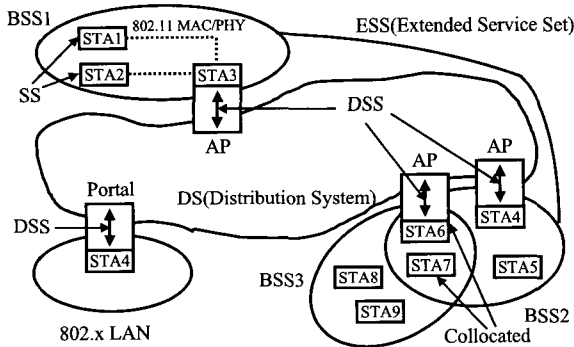 BSS1
802.11 MAC/PHY
ESS(Extended Service Set)
STA1
STA2
STA3
SS
DSS
AP
AP
AP
Portal
DS(Distribution System)
DSS
STA4
STA6
STA4
STA8
STA7
STA5
BSS3
STA9
BSS2
802.x LAN
Collocated